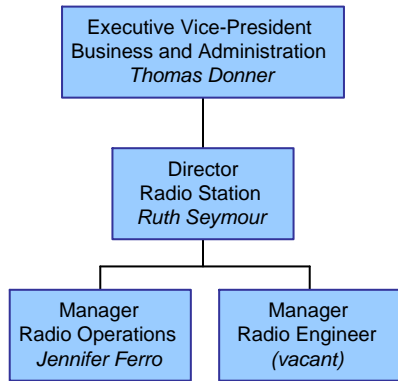 Executive Vice-President
Business and Administration
Thomas Donner
Director
Radio Station
Ruth Seymour
Manager
Radio Operations
Jennifer Ferro
Manager
Radio Engineer
(vacant)